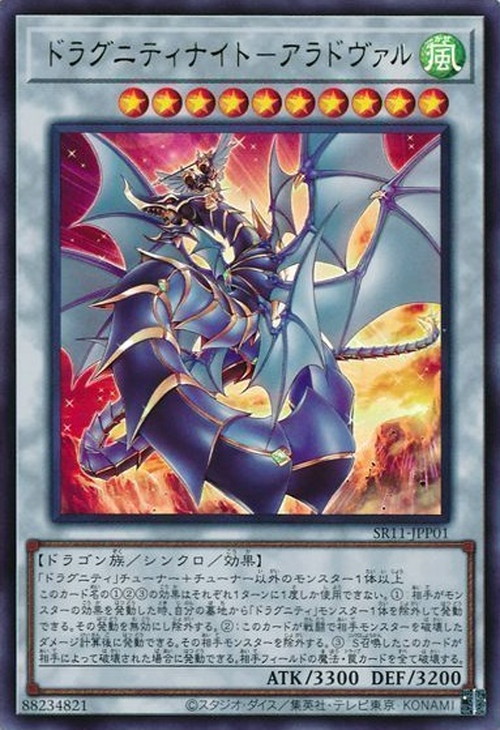 ドラグニティナイト－アラドヴァル
風
SR11-JPP01
【ドラゴン族／シンクロ／効果】
「ドラグニティ」チューナー＋チューナー以外のモンスター1体以上
このカード名の①②③の効果はそれぞれ1ターンに1度しか使用できない。①：相手がモン
スターの効果を発動した時、自分の墓地から「ドラグニティ」モンスター1体を除外して発動
できる。その発動を無効にし除外する。②：このカードが戦闘で相手モンスターを破壊した
ダメージ計算後に発動できる。その相手モンスターを除外する。③：S召喚したこのカードが
相手によって破壊された場合に発動できる。相手フィールドの魔法・罠カードを全て破壊する。
ATK/3300 DEF/3200
88234821
©スタジオ・ダイス／集英社・テレビ東京・KONAMI